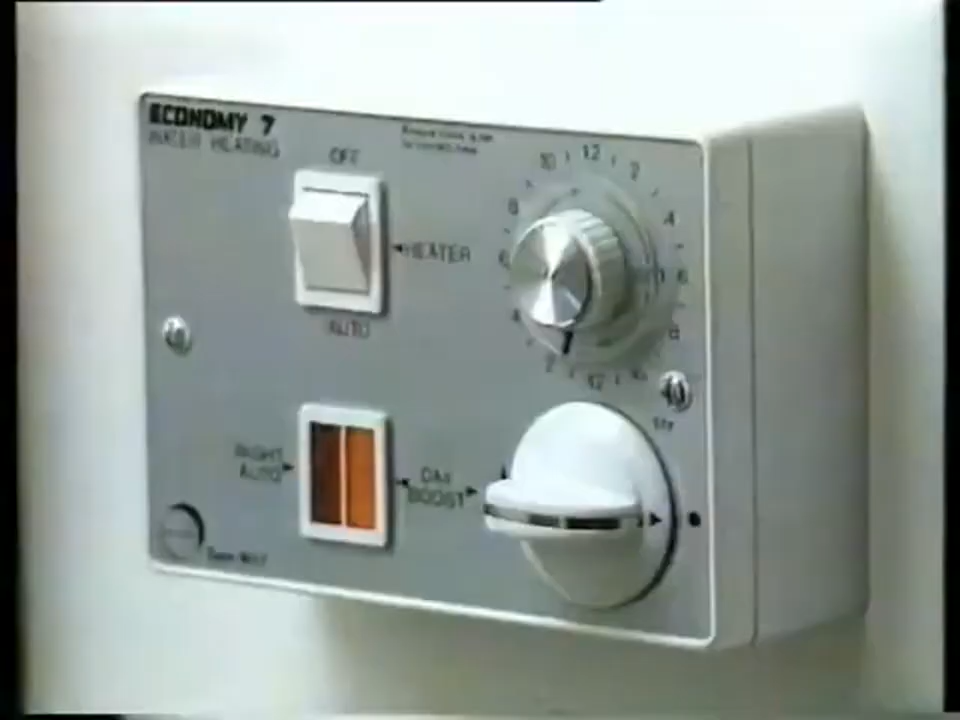 ECONOMY 7
WATER HEATING
OFF
HEATER
AUTO
10 12 2
8 4
6 6
4 8
2 12 10
NIGHT
AUTO
DAY
BOOST